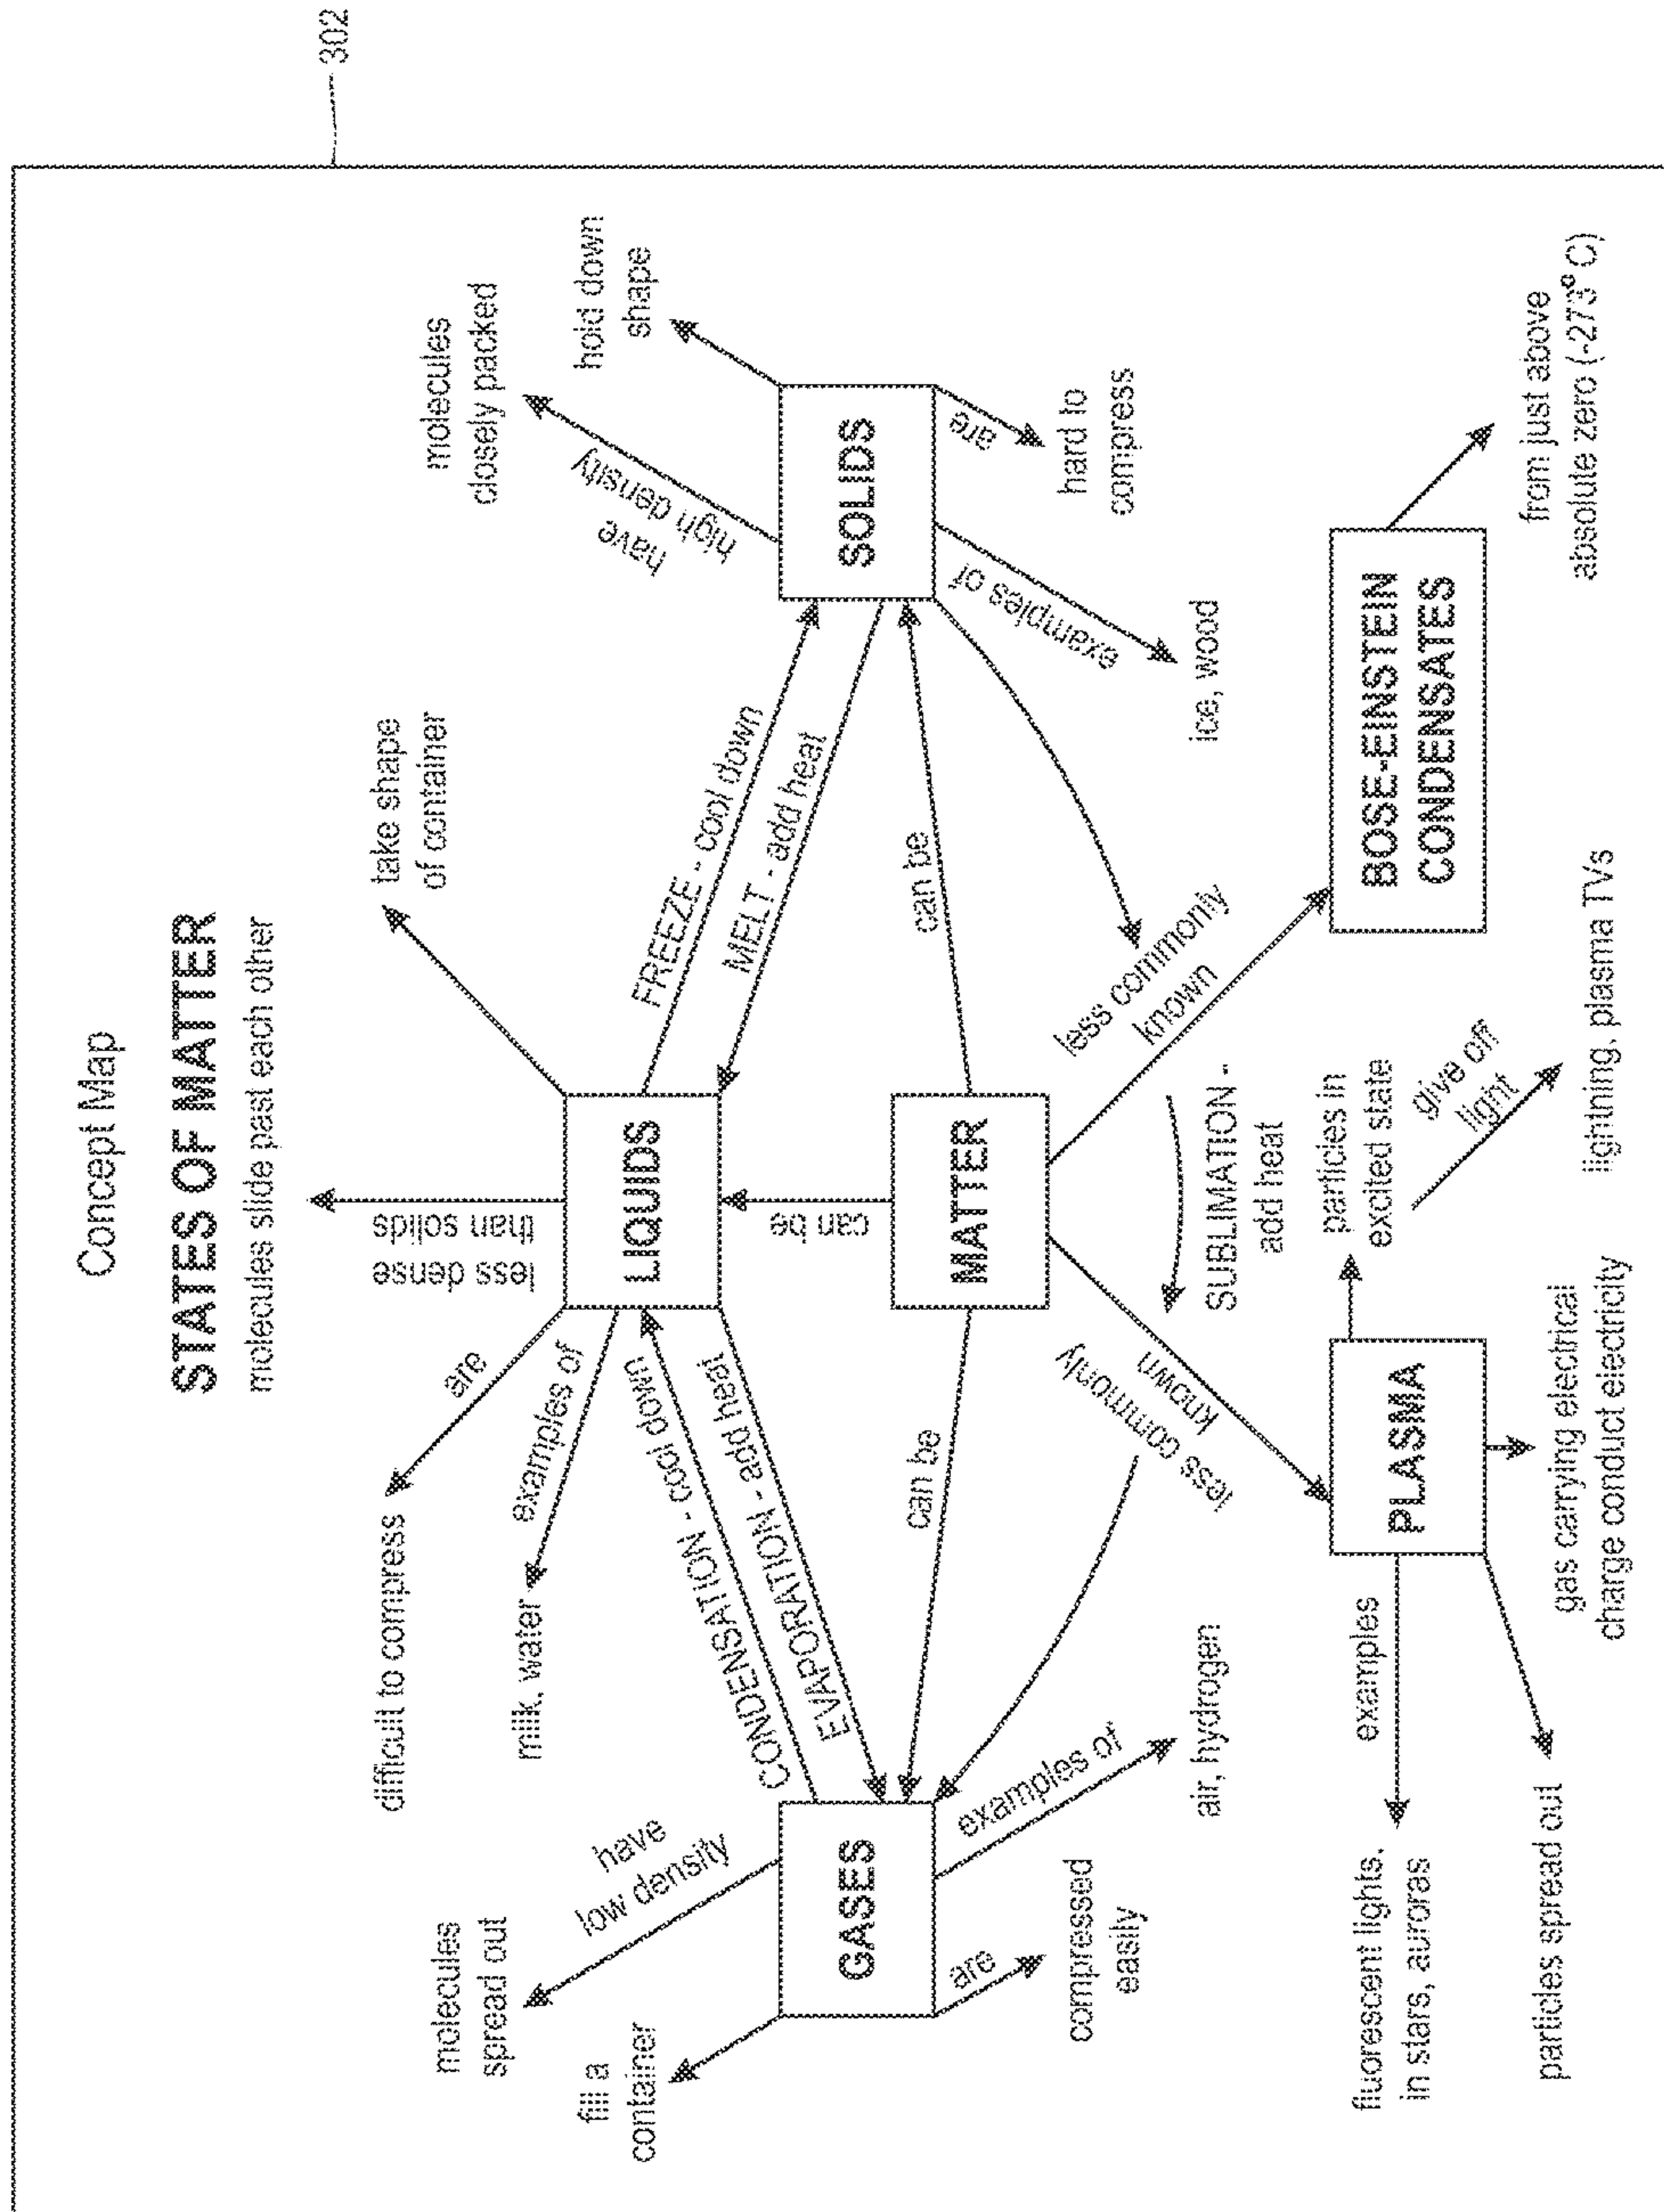 302
Concept Map
STATES OF MATTER
molecules slide past each other
difficult to compress
are
less dense
than solids
take shape
of container
milk, water
examples of
LIQUIDS
molecules
spread out
have
low density
CONDENSATION - cool down
EVAPORATION - add heat
can be
FREEZE - cool down
MELT - add heat
have
high density
molecules
closely packed
fill a
container
hold down
shape
GASES
SOLIDS
can be
MATTER
can be
are
compressed
easily
examples of
air, hydrogen
less commonly
known
SUBLIMATION -
add heat
less commonly
known
examples of
ice, wood
are
hard to
compress
PLASMA
particles in
excited state
BOSE-EINSTEIN
CONDENSATES
examples
fluorescent lights.
in stars, auroras
give off
light
particles spread out
gas carrying electrical
charge conduct electricity
lightning, plasma TVs
from just above
absolute zero (-273° C)